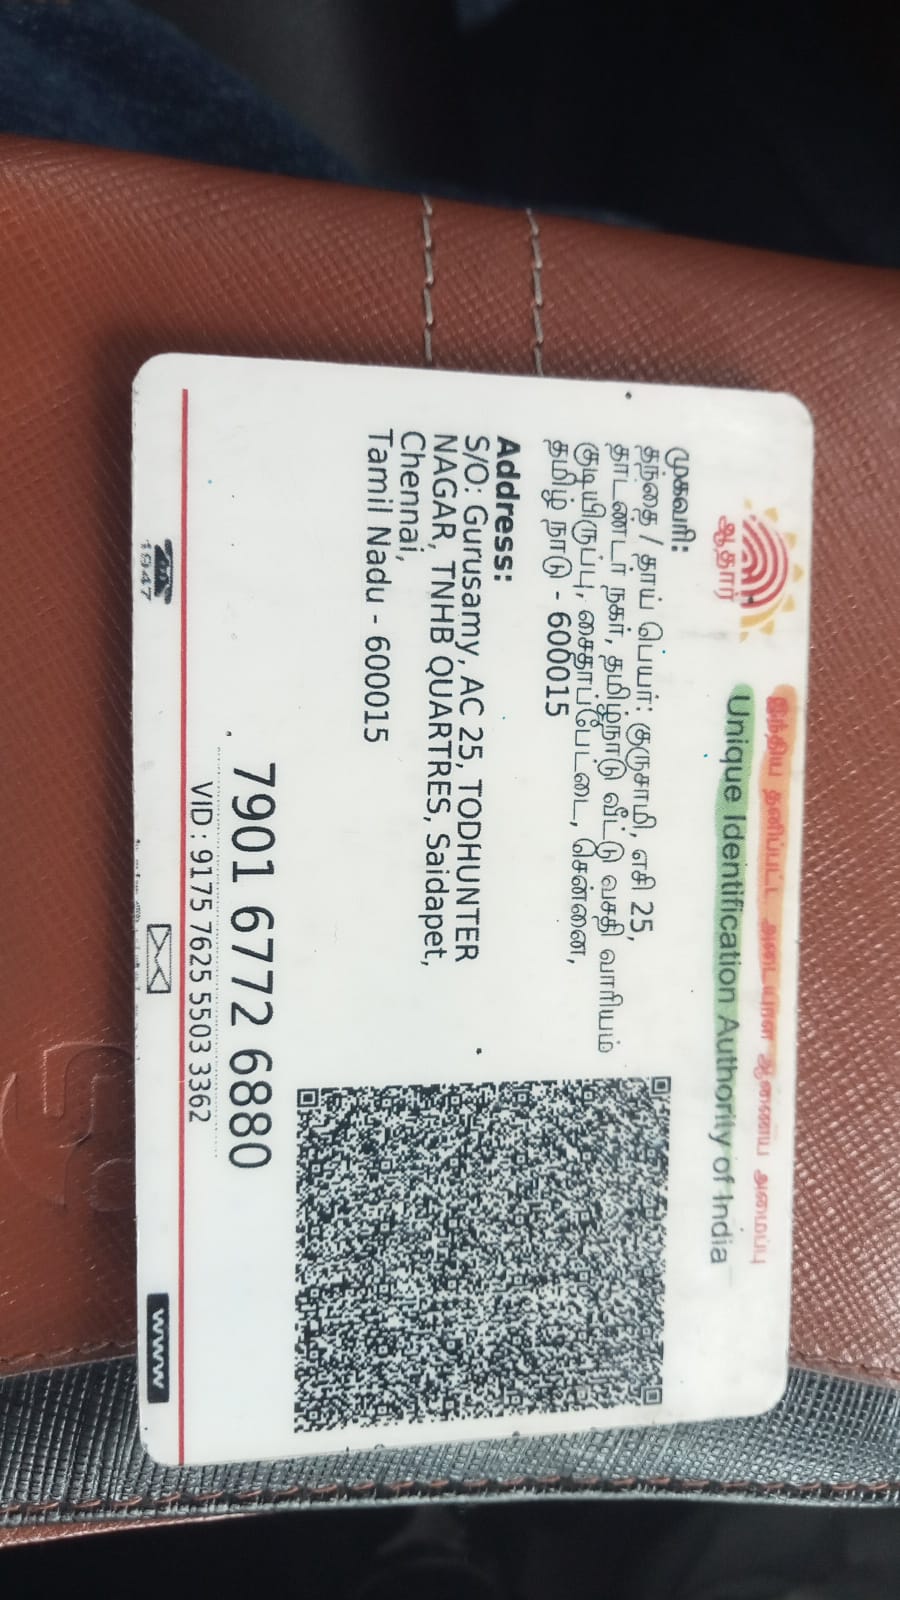 இந்திய தனிப்பட்ட அடையாள ஆணைய அமைப்பு
Unique Identification Authority of India
ஆதார்
முகவரி:
தந்தை / தாய் பெயர்: குருசாமி, எசி 25,
தாடண்டர் நகர், தமிழ்நாடு வீட்டு வசதி வாரியம்
குடியிருப்பு, சைதாப்பேட்டை, சென்னை,
தமிழ் நாடு - 600015
Address:
S/O: Gurusamy, AC 25, TODHUNTER
NAGAR, TNHB QUARTRES, Saidapet,
Chennai,
Tamil Nadu - 600015
7901 6772 6880
VID : 9175 7625 5503 3362
1947
www